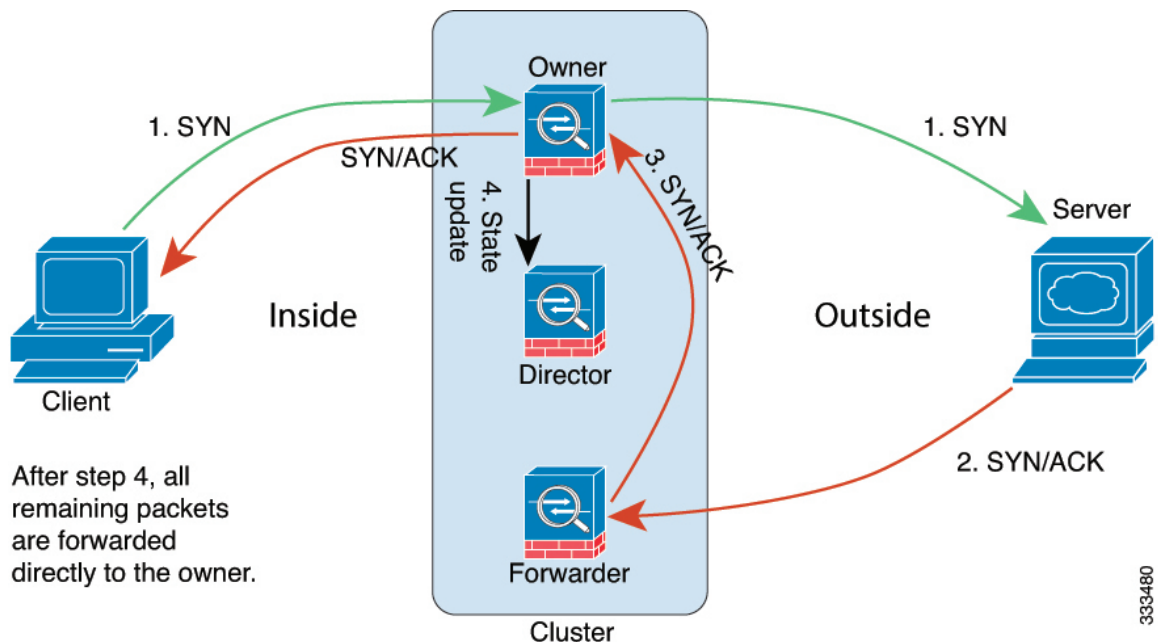 Owner
1. SYN
1. SYN
SYN/ACK
3. SYN/ACK
4. State
update
Server
Inside
Outside
Director
Client
2. SYN/ACK
After step 4, all
remaining packets
are forwarded
directly to the owner.
Forwarder
Cluster
333480